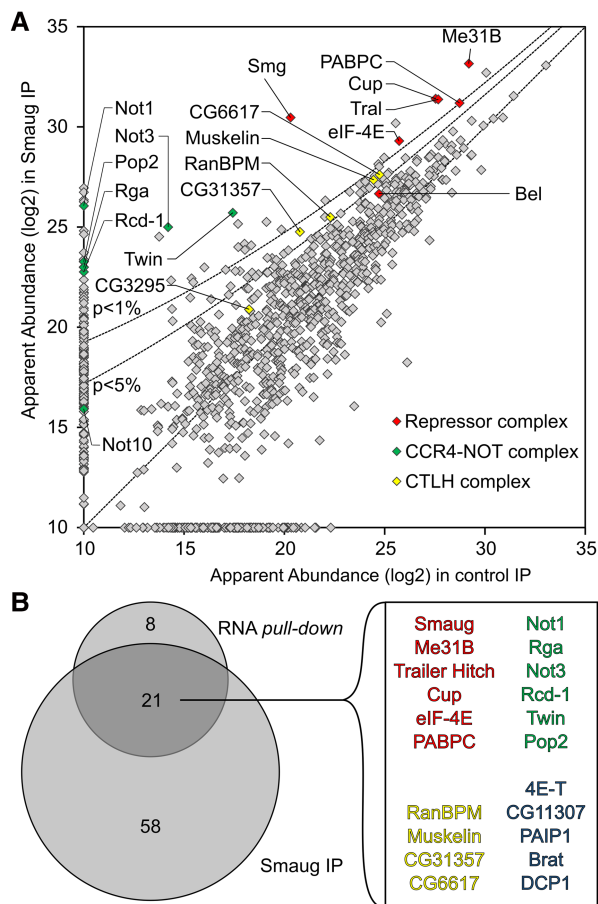 A
Apparent Abundance (log2) in Smaug IP
35
30
25
20
15
10
10
15
20
25
30
35
Apparent Abundance (log2) in control IP
Me31B
PABPC
Smg
Cup
Tral
Not1
CG6617
eIF-4E
Not3
Muskelin
Pop2
RanBPM
Rga
CG31357
Bel
Rcd-1
Twin
CG3295
p<1%
p<5%
Not10
Repressor complex
CCR4-NOT complex
CTLH complex
B
8
RNA pull-down
21
58
Smaug IP
Smaug
Me31B
Trailer Hitch
Cup
eIF-4E
PABPC
Not1
Rga
Not3
Rcd-1
Twin
Pop2
RanBPM
Muskelin
CG31357
CG6617
4E-T
CG11307
PAIP1
Brat
DCP1